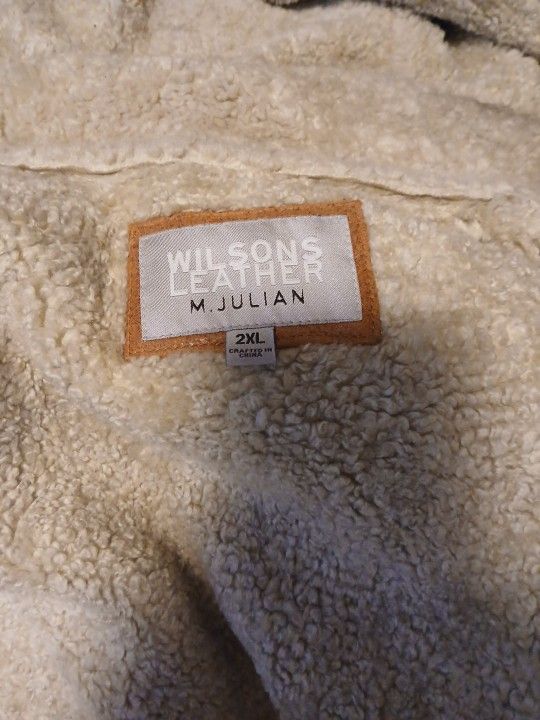 WILSONS
LEATHER
M.JULIAN
2XL
CRAFTED IN
CHINA